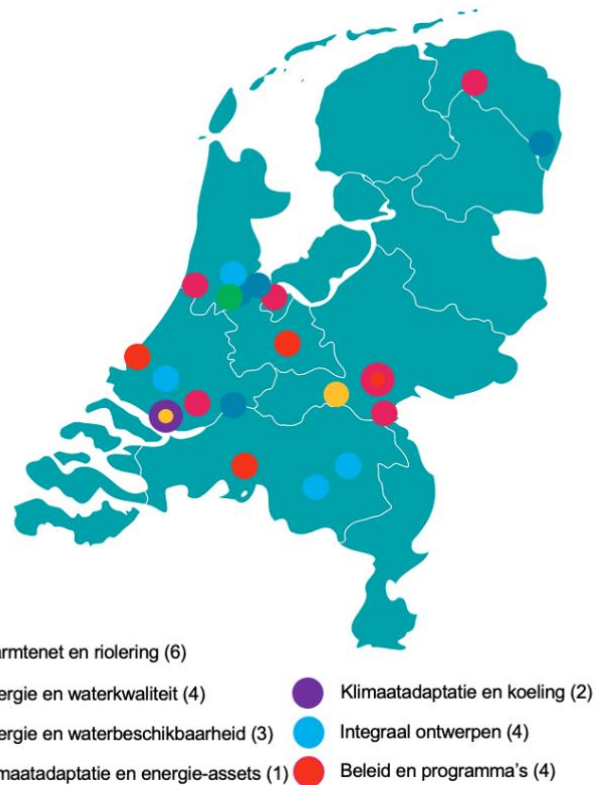 rmtenet en riolering (6)
ergie en waterkwaliteit (4)
Klimaatadaptatie en koeling (2)
ergie en waterbeschikbaarheid (3)
Integraal ontwerpen (4)
maatadaptatie en energie-assets (1)
Beleid en programma's (4)